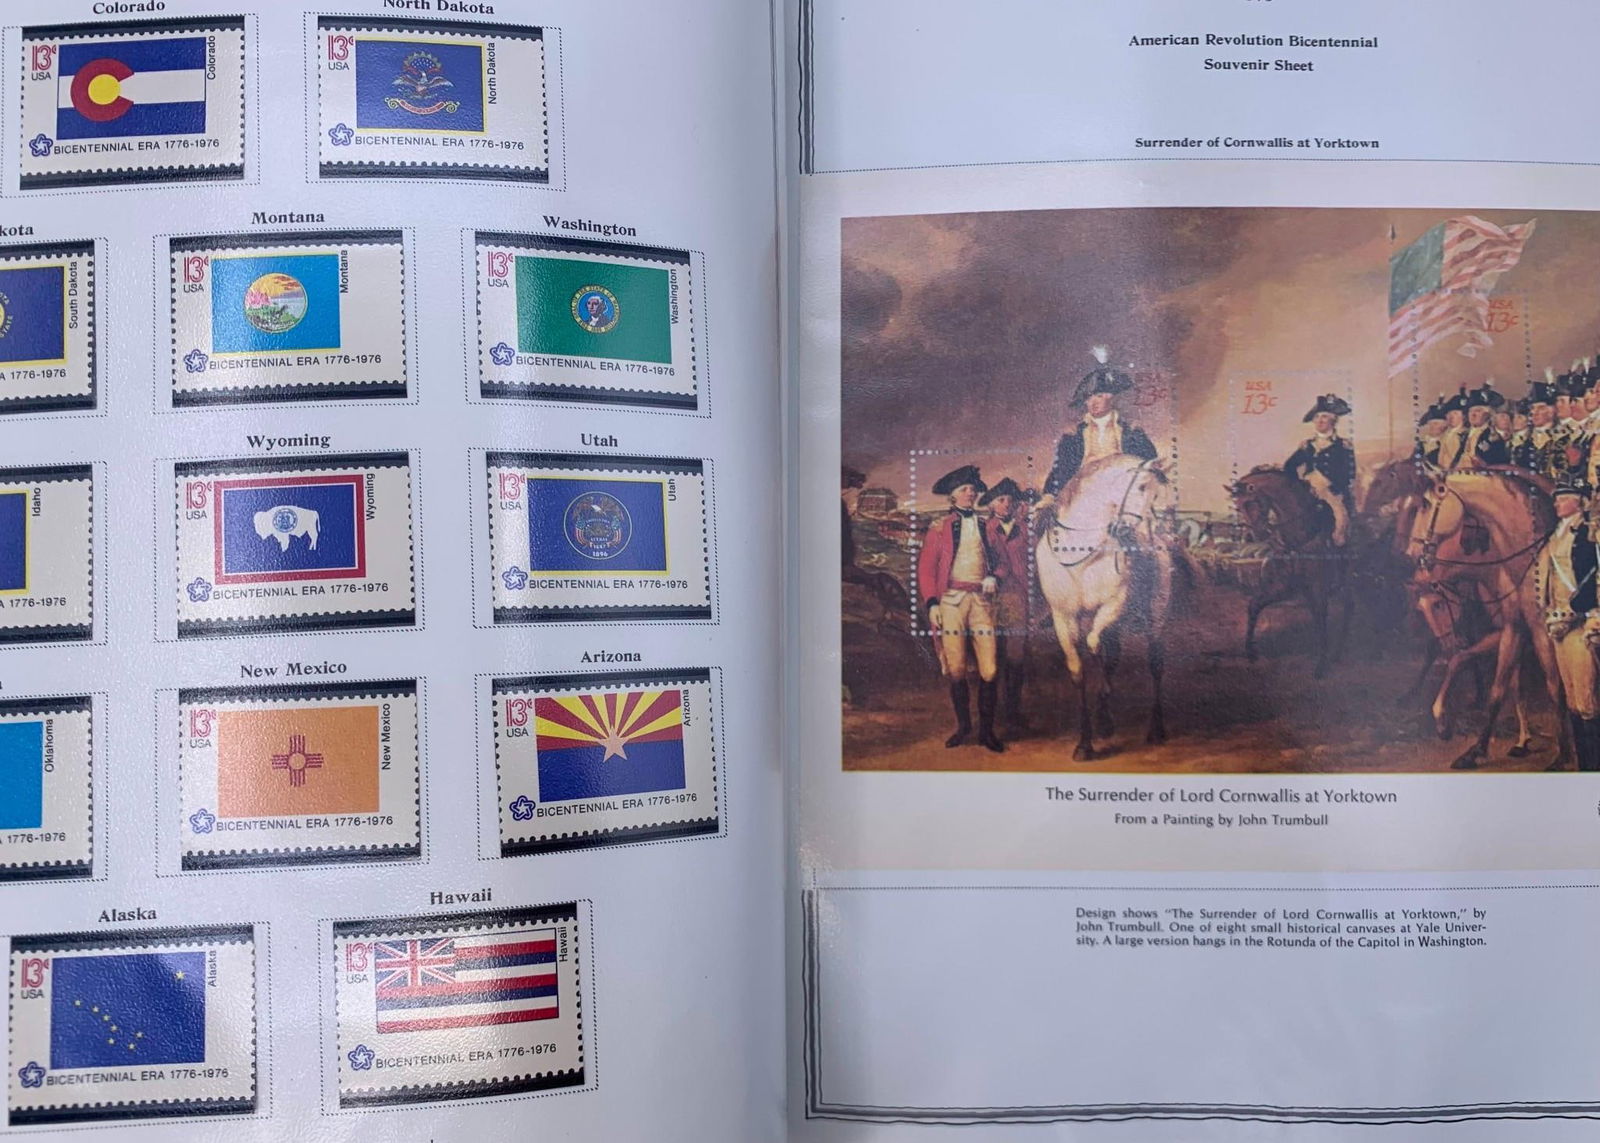 Colorado
North Dakota
13c
USA
Colorado
BICENTENNIAL ERA 1776-1976
13c
USA
North Dakota
BICENTENNIAL ERA 1776-1976
kota
Montana
Washington
South Dakota
A 1776-1976
13c
USA
Montana
BICENTENNIAL ERA 1776-1976
13c
USA
Washington
BICENTENNIAL ERA 1776-1976
Wyoming
Utah
Idaho
A 1776-1976
13c
USA
Wyoming
BICENTENNIAL ERA 1776-1976
13c
USA
Utah
1896
BICENTENNIAL ERA 1776-1976
New Mexico
Arizona
Oklahoma
A 1776-1976
13c
USA
New Mexico
BICENTENNIAL ERA 1776-1976
13c
USA
Arizona
BICENTENNIAL ERA 1776-1976
Alaska
Hawaii
13c
USA
Alaska
BICENTENNIAL ERA 1776-1976
13c
USA
Hawaii
BICENTENNIAL ERA 1776-1976
American Revolution Bicentennial
Souvenir Sheet
Surrender of Cornwallis at Yorktown
USA
13c
USA
13c
USA
13c
The Surrender of Lord Cornwallis at Yorktown
From a Painting by John Trumbull
Design shows "The Surrender of Lord Cornwallis at Yorktown," by
John Trumbull. One of eight small historical canvases at Yale Univer-
sity. A large version hangs in the Rotunda of the Capitol in Washington.